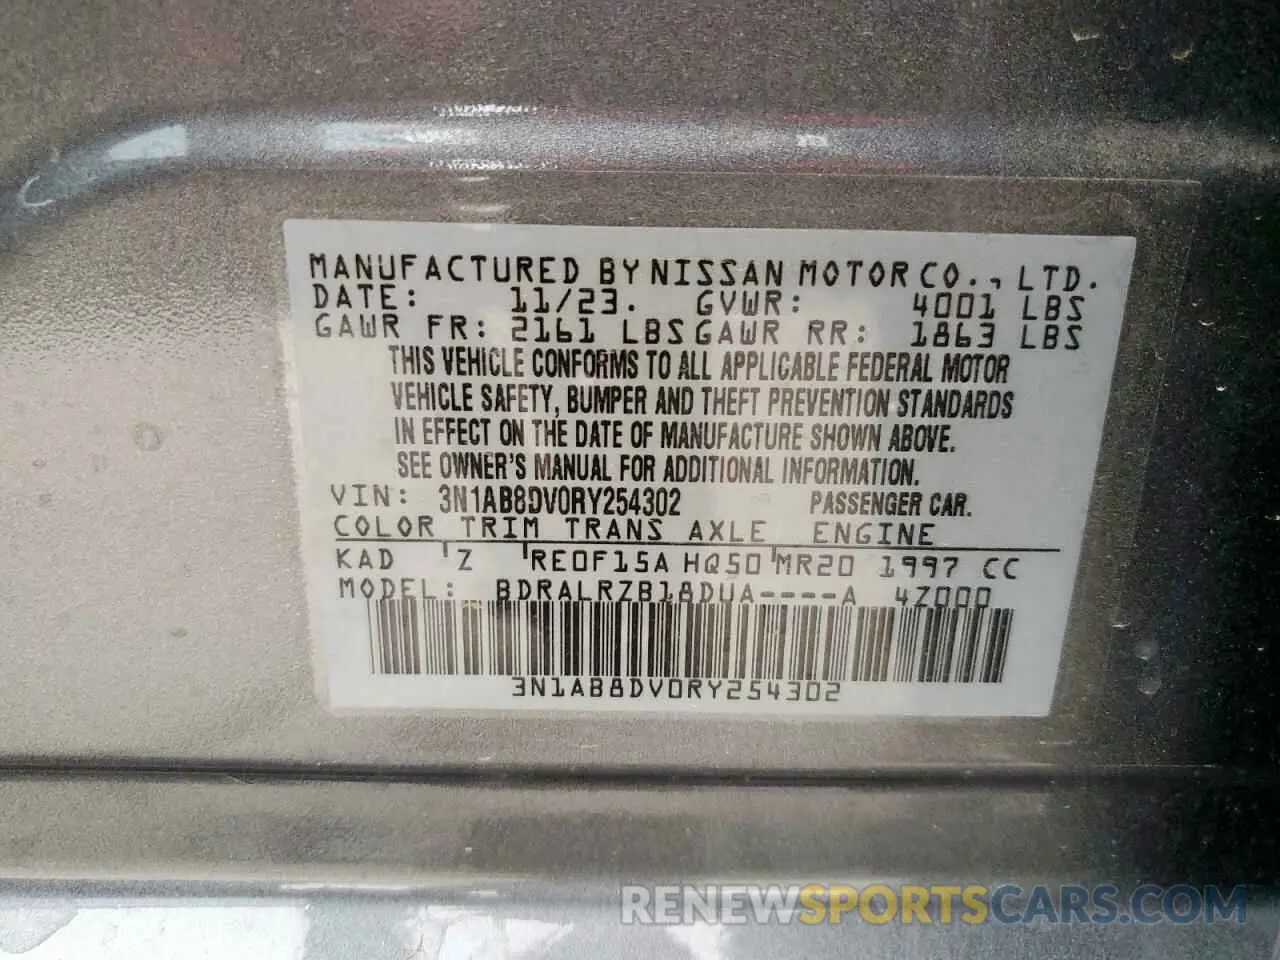 MANUFACTURED BY NISSAN MOTOR CO., LTD.
DATE: 11/23. GVWR: 4001 LBS
GAWR FR: 2161 LBS GAWR RR: 1863 LBS
THIS VEHICLE CONFORMS TO ALL APPLICABLE FEDERAL MOTOR
VEHICLE SAFETY, BUMPER AND THEFT PREVENTION STANDARDS
IN EFFECT ON THE DATE OF MANUFACTURE SHOWN ABOVE.
SEE OWNER'S MANUAL FOR ADDITIONAL INFORMATION.
VIN: 3N1AB8DV0RY254302 PASSENGER CAR.
COLOR TRIM TRANS AXLE ENGINE
KAD Z RE0F15A HQ50 MR20 1997 CC
MODEL: BDRALRZB18DUA----A 4Z000
3N1AB8DV0RY254302
RENEWSPORTSCARS.COM